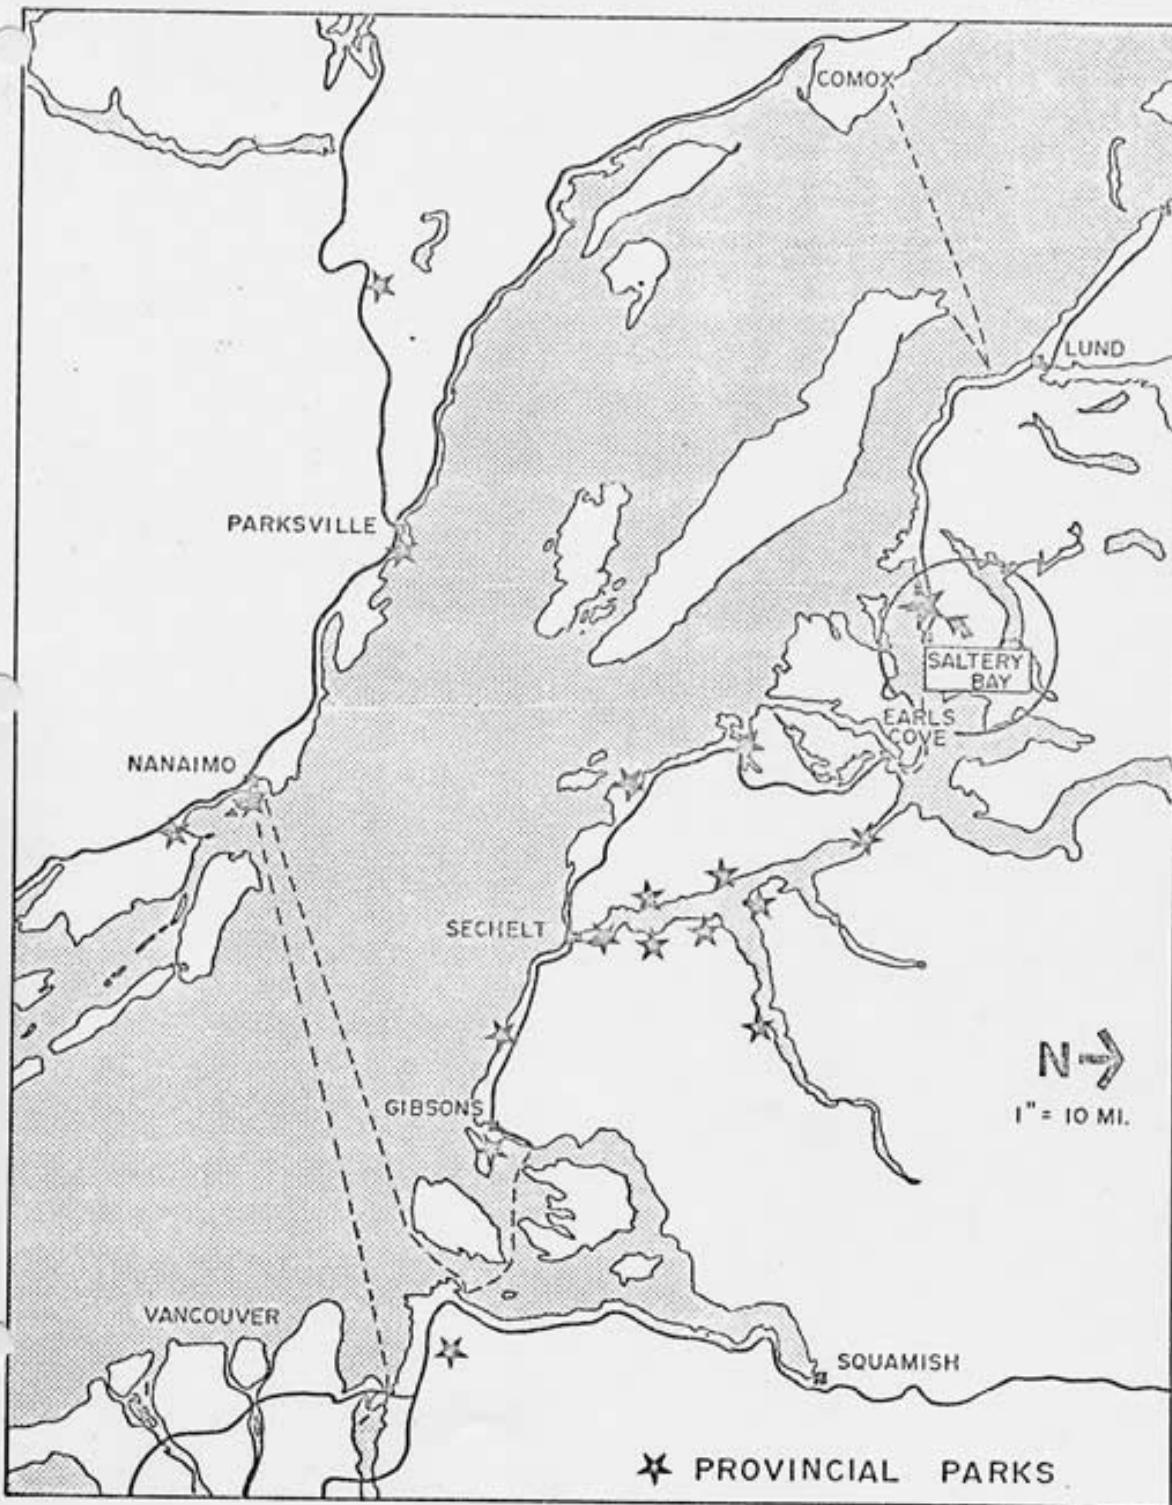 COMOX
LUND
PARKSVILLE
SALTERY
BAY
EARLS
COVE
NANAIMO
SECHELT
N
1" = 10 MI.
GIBSONS
VANCOUVER
SQUAMISH
PROVINCIAL PARKS